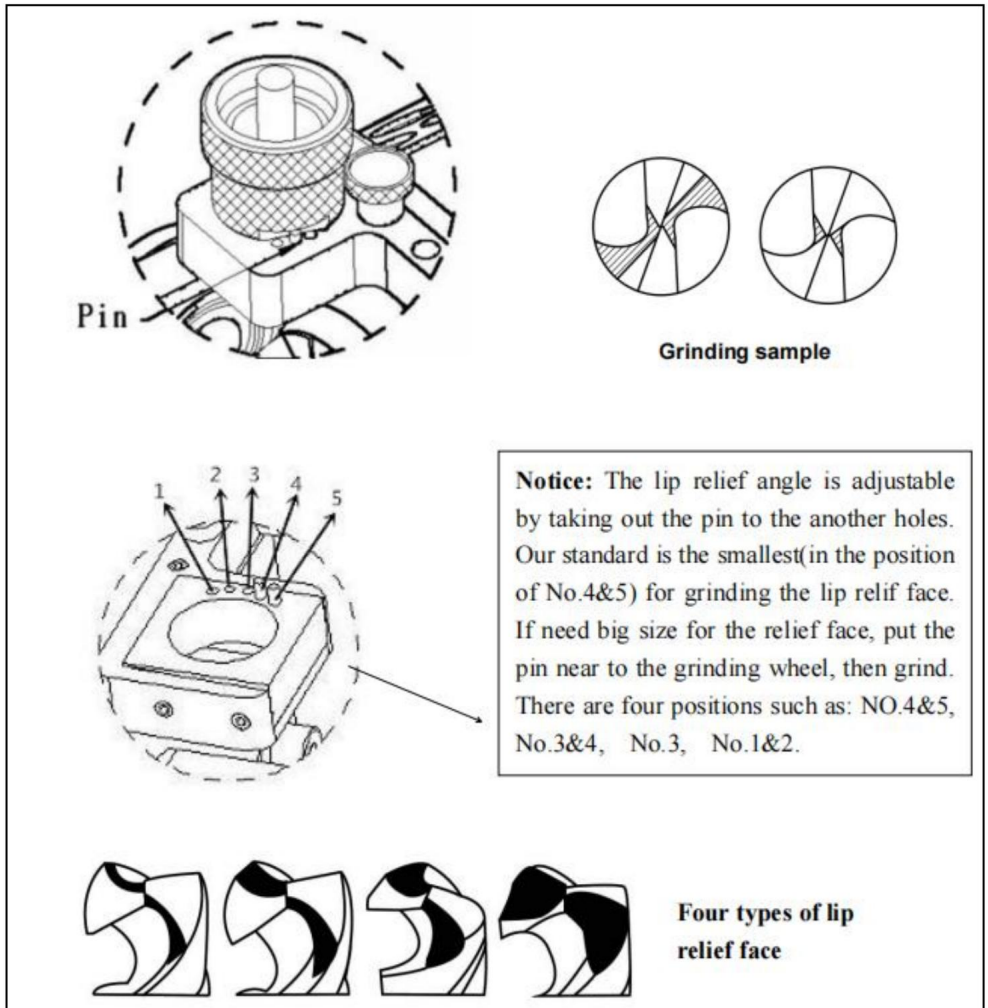 Pin
Grinding sample
1 2 3 4 5
Notice: The lip relief angle is adjustable
by taking out the pin to the another holes.
Our standard is the smallest(in the position
of No.4&5) for grinding the lip relif face.
If need big size for the relief face, put the
pin near to the grinding wheel, then grind.
There are four positions such as: NO.4&5,
No.3&4, No.3, No.1&2.
Four types of lip
relief face